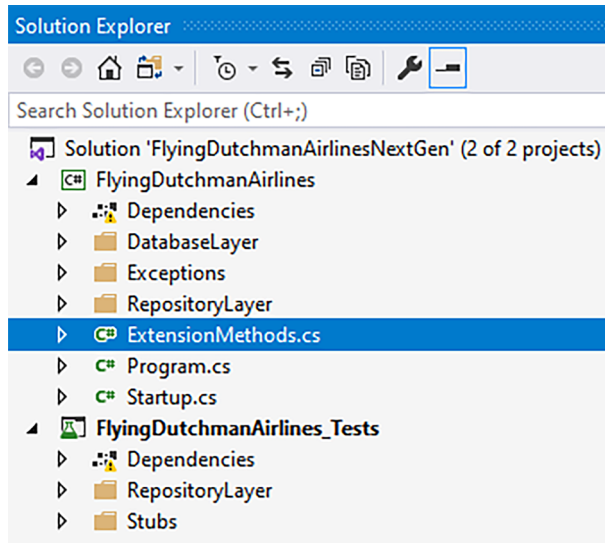 Solution Explorer
Search Solution Explorer (Ctrl+;)
Solution 'FlyingDutchmanAirlinesNextGen' (2 of 2 projects)
C# FlyingDutchmanAirlines
Dependencies
DatabaseLayer
Exceptions
RepositoryLayer
C# ExtensionMethods.cs
C# Program.cs
C# Startup.cs
FlyingDutchmanAirlines_Tests
Dependencies
RepositoryLayer
Stubs